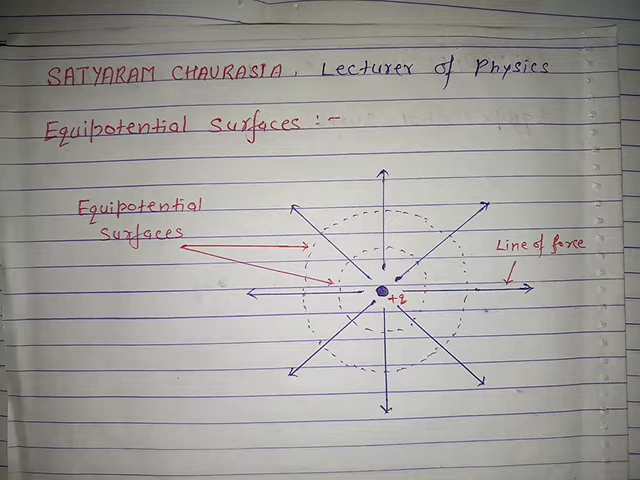 SATYARAM CHAURASIA, Lecturer of Physics
Equipotential Surfaces :-
Equipotential
Surfaces
Line of force
+q